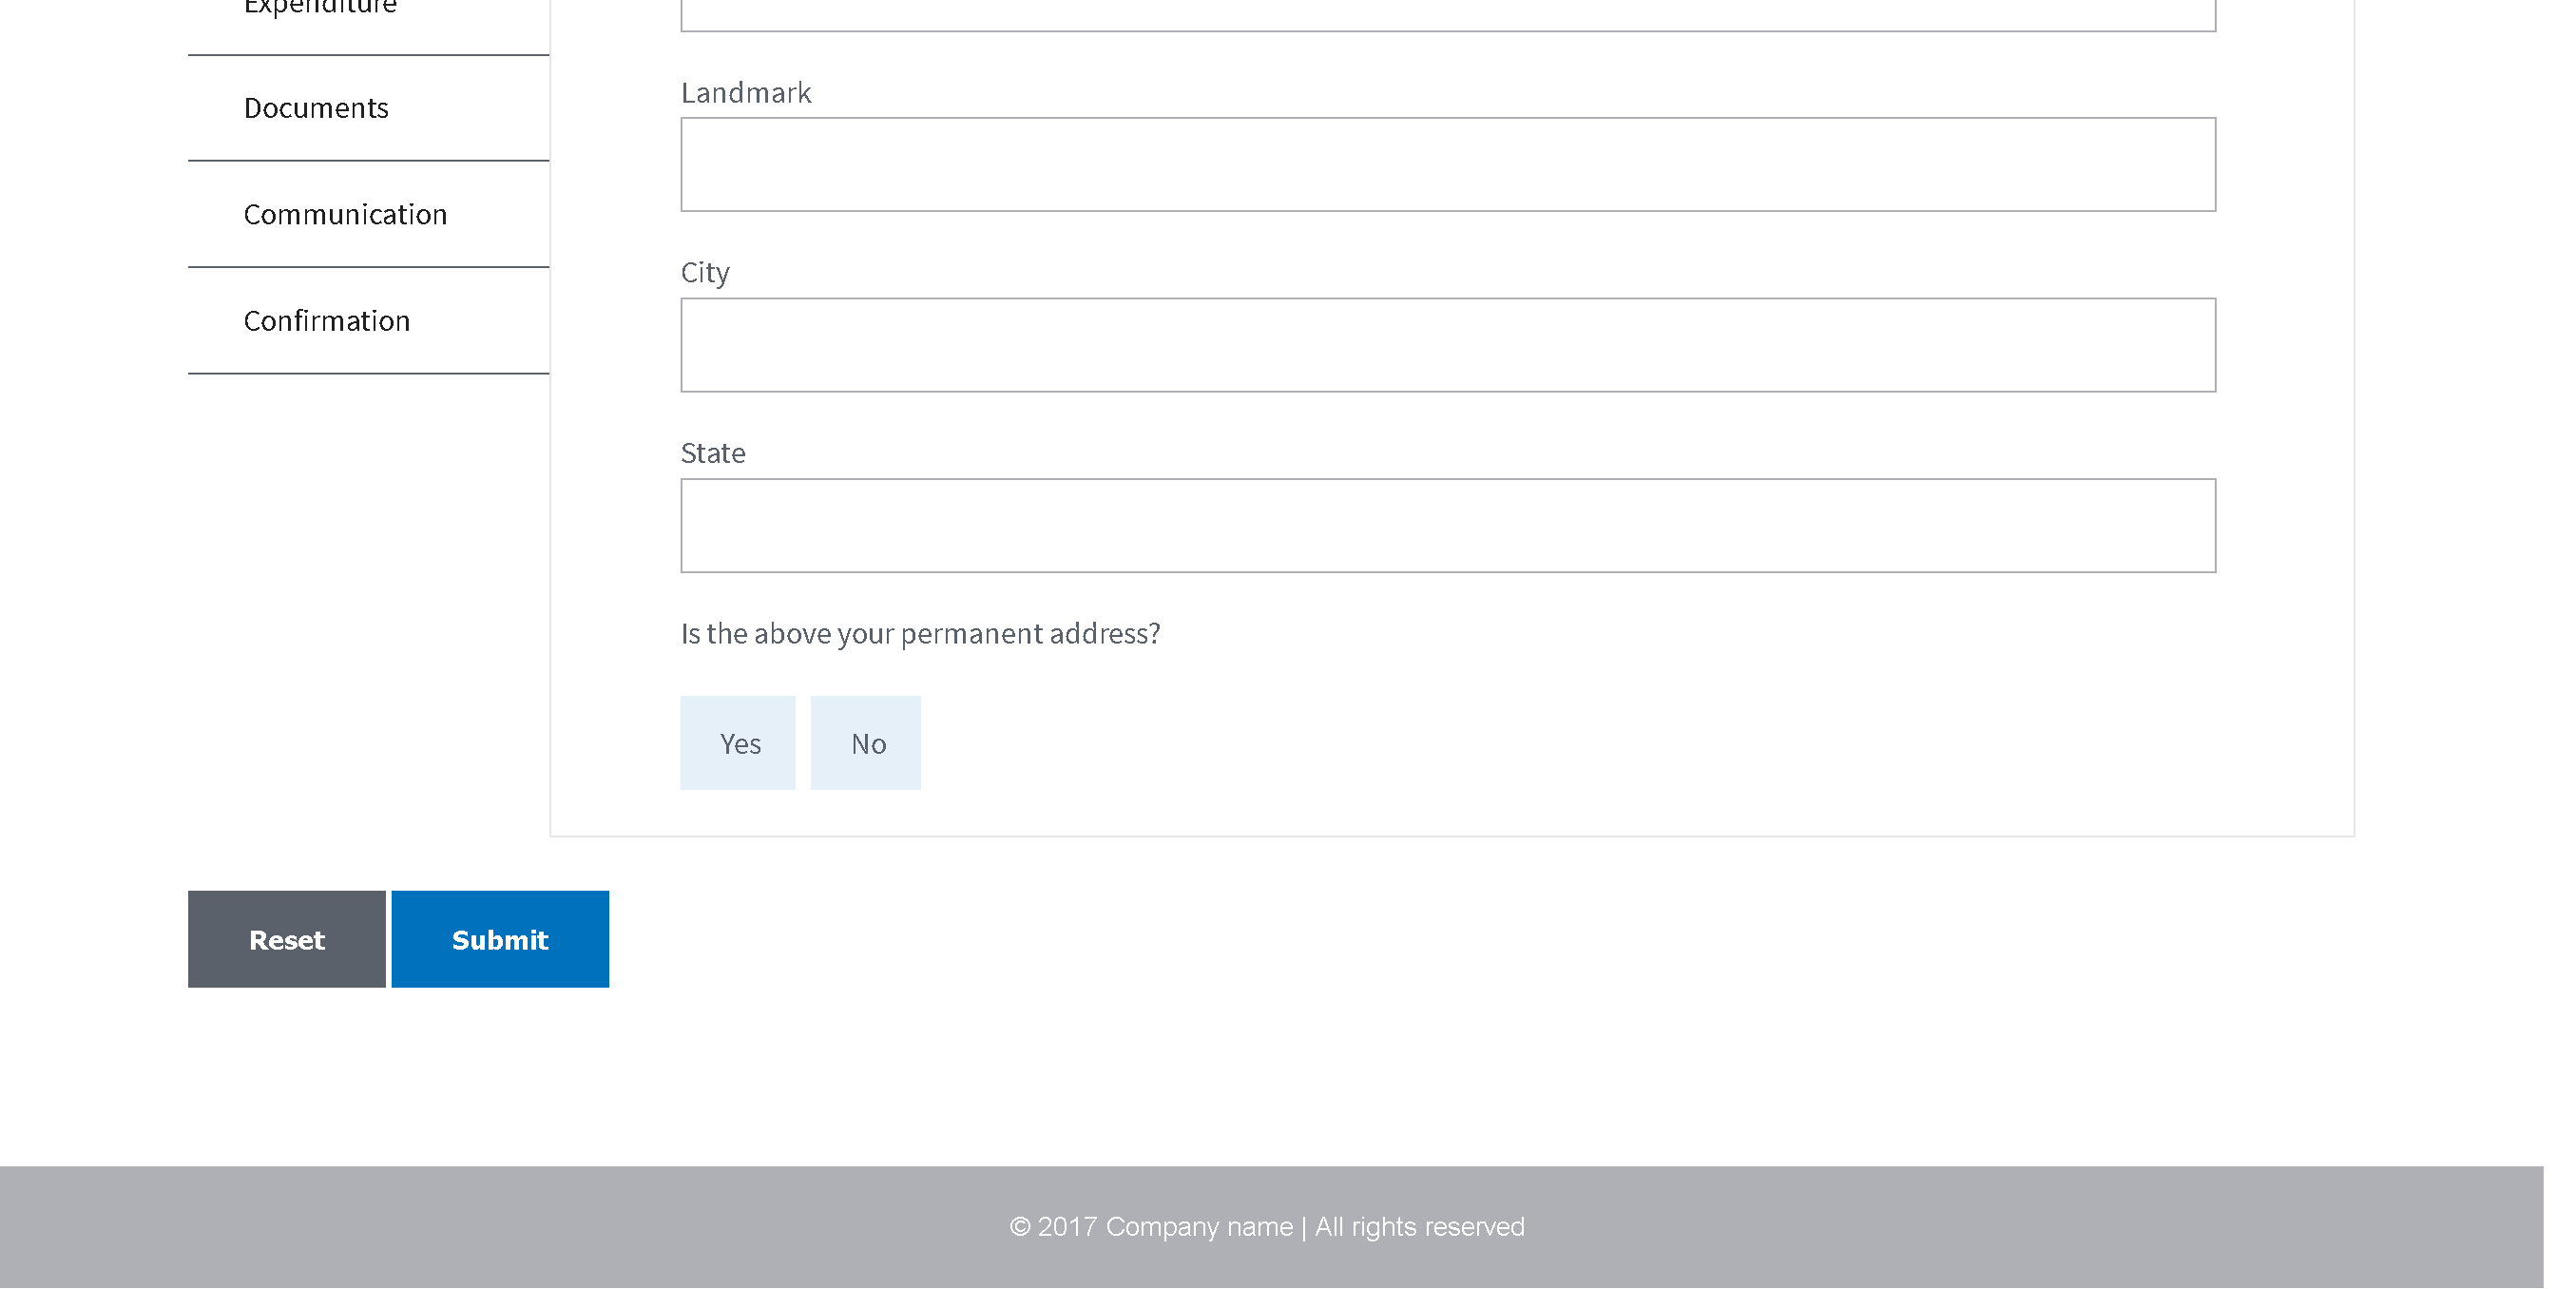 Expenditure
Documents
Communication
Confirmation
Landmark
City
State
Is the above your permanent address?
Yes No
Reset Submit
© 2017 Company name | All rights reserved